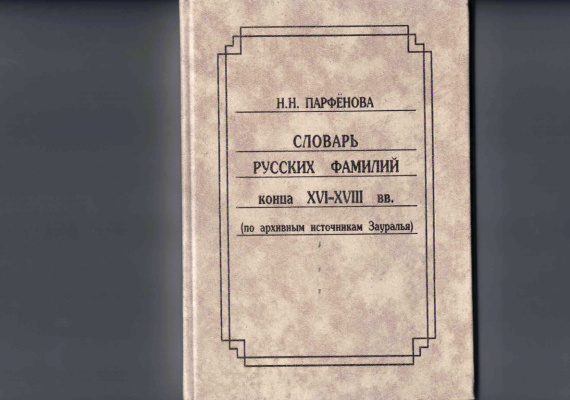 Н.Н. ПАРФЁНОВА
СЛОВАРЬ
РУССКИХ ФАМИЛИЙ
конца XVI-XVIII вв.
(по архивным источникам Зауралья)